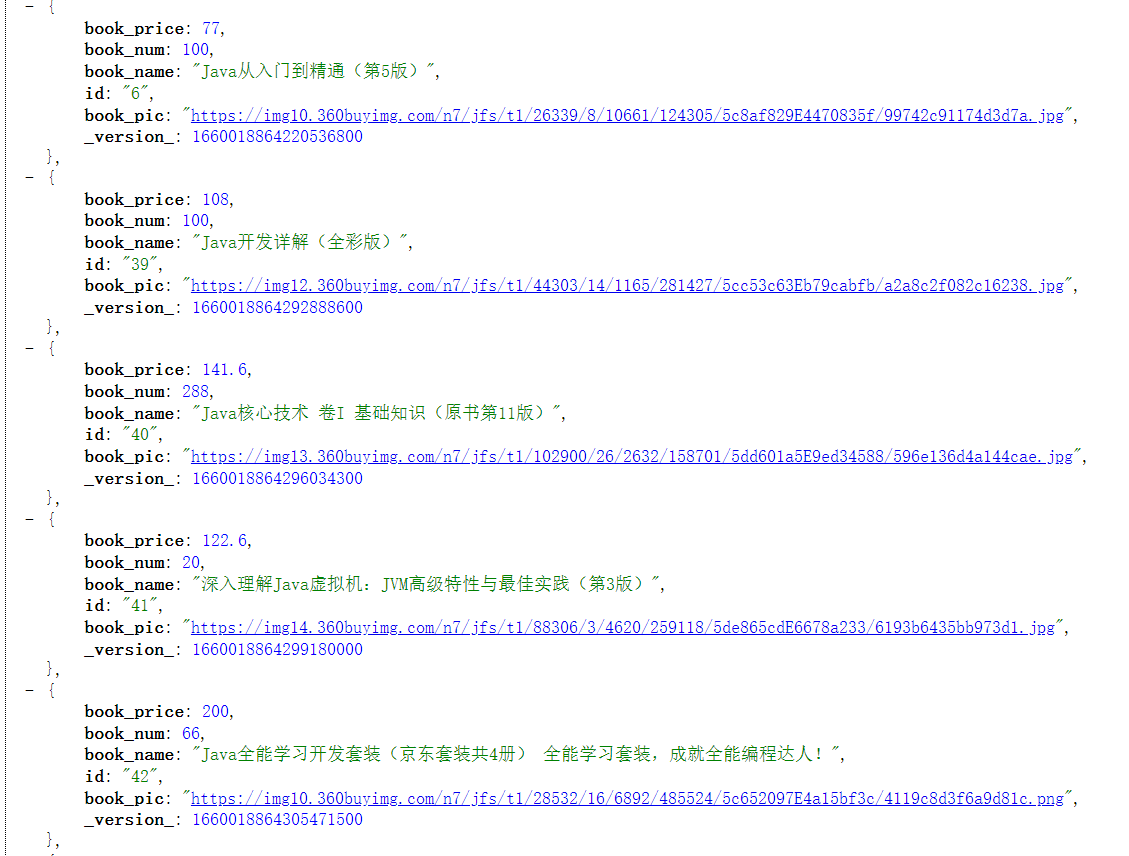 - {
book_price: 77,
book_num: 100,
book_name: "Java从入门到精通（第5版）",
id: "6",
book_pic: "https://img10.360buyimg.com/n7/jfs/t1/26339/8/10661/124305/5c8af829E4470835f/99742c91174d3d7a.jpg",
_version_: 1660018864220536800
},
- {
book_price: 108,
book_num: 100,
book_name: "Java开发详解（全彩版）",
id: "39",
book_pic: "https://img12.360buyimg.com/n7/jfs/t1/44303/14/1165/281427/5cc53c63Eb79cabfb/a2a8c2f082c16238.jpg",
_version_: 1660018864292888600
},
- {
book_price: 141.6,
book_num: 288,
book_name: "Java核心技术 卷I 基础知识（原书第11版）",
id: "40",
book_pic: "https://img13.360buyimg.com/n7/jfs/t1/102900/26/2632/158701/5dd601a5E9ed34588/596e136d4a144cae.jpg",
_version_: 1660018864296034300
},
- {
book_price: 122.6,
book_num: 20,
book_name: "深入理解Java虚拟机：JVM高级特性与最佳实践（第3版）",
id: "41",
book_pic: "https://img14.360buyimg.com/n7/jfs/t1/88306/3/4620/259118/5de865cdE6678a233/6193b6435bb973d1.jpg",
_version_: 1660018864299180000
},
- {
book_price: 200,
book_num: 66,
book_name: "Java全能学习开发套装（京东套装共4册） 全能学习套装，成就全能编程达人！",
id: "42",
book_pic: "https://img10.360buyimg.com/n7/jfs/t1/28532/16/6892/485524/5c652097E4a15bf3c/4119c8d3f6a9d81c.png",
_version_: 1660018864305471500
},